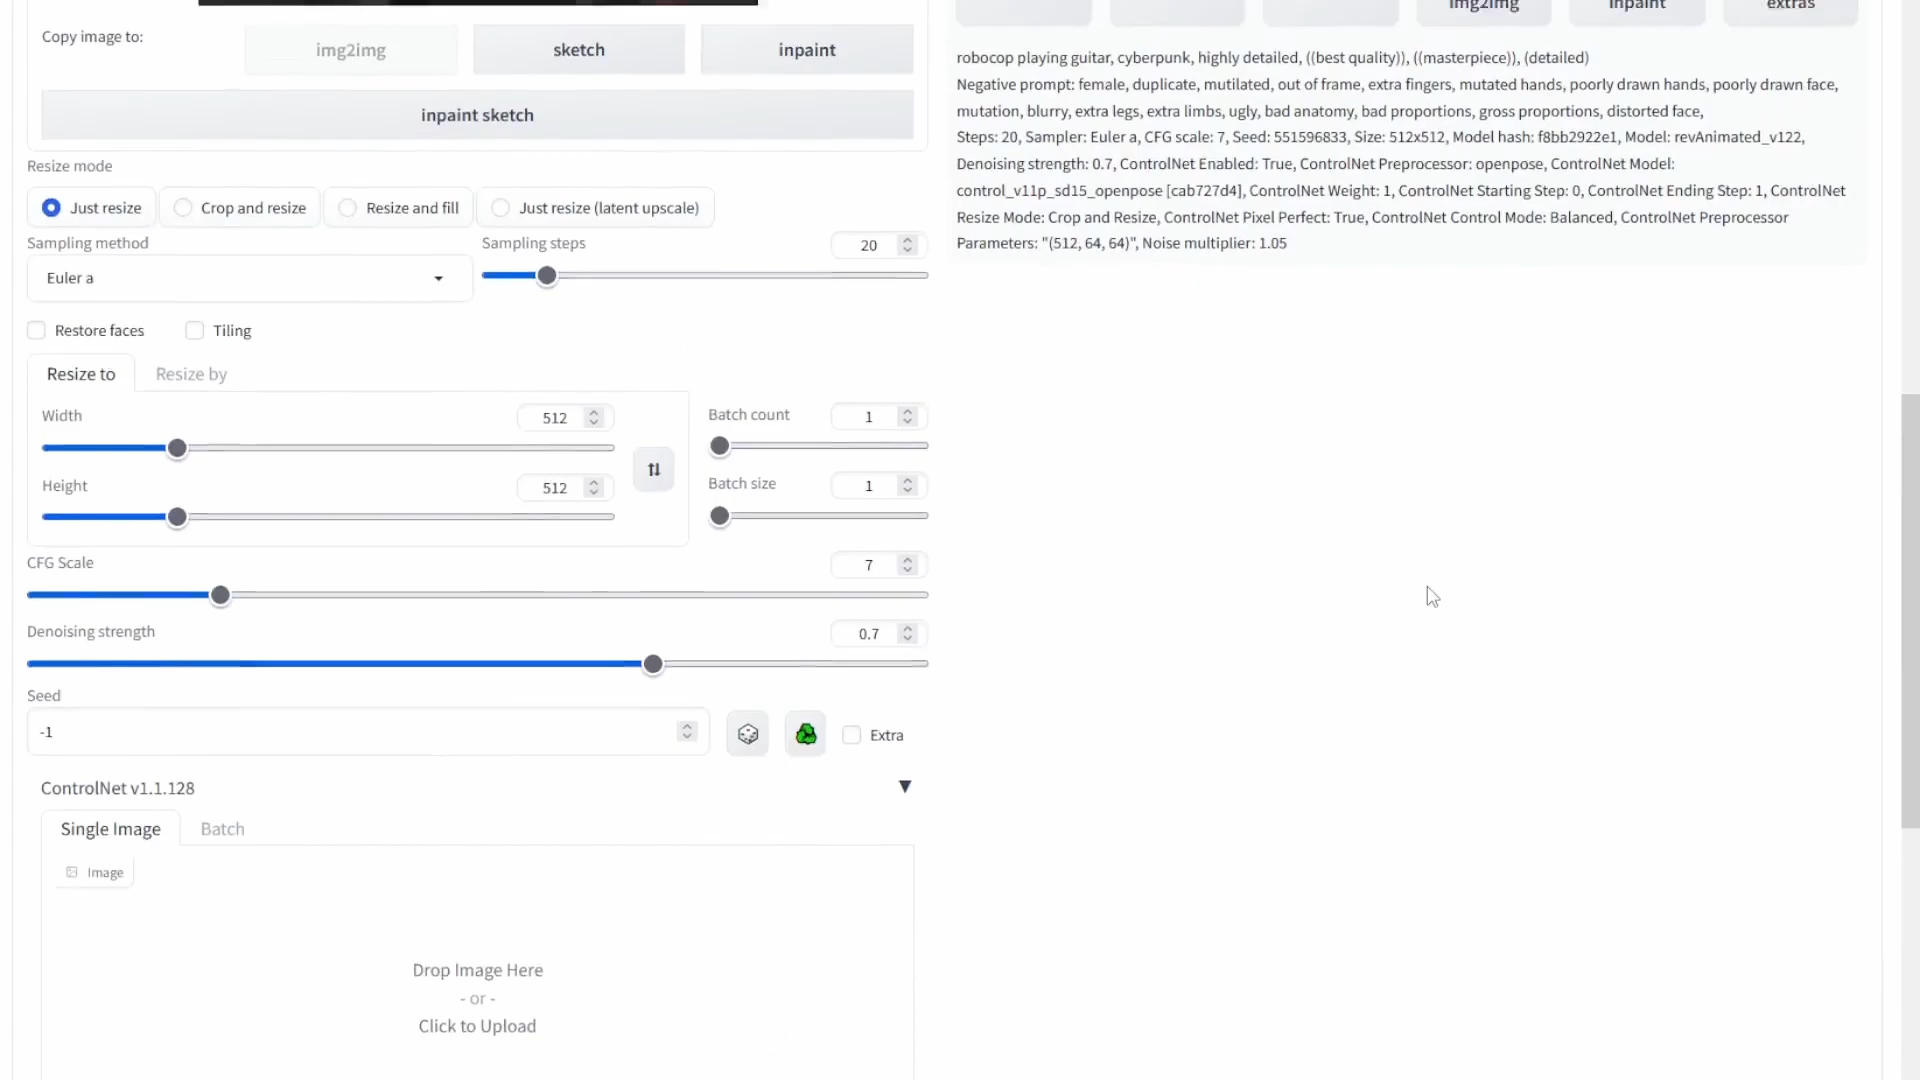 Copy image to:
img2img
sketch
inpaint
inpaint sketch
Resize mode
Just resize
Crop and resize
Resize and fill
Just resize (latent upscale)
Sampling method
Euler a
Sampling steps
20
Restore faces
Tiling
Resize to
Resize by
Width
512
Height
512
Batch count
1
Batch size
1
CFG Scale
7
Denoising strength
0.7
Seed
-1
Extra
ControlNet v1.1.128
Single Image
Batch
Image
Drop Image Here
- or -
Click to Upload
img2img
inpaint
extras
robocop playing guitar, cyberpunk, highly detailed, ((best quality)), ((masterpiece)), (detailed)
Negative prompt: female, duplicate, mutilated, out of frame, extra fingers, mutated hands, poorly drawn hands, poorly drawn face,
mutation, blurry, extra legs, extra limbs, ugly, bad anatomy, bad proportions, gross proportions, distorted face,
Steps: 20, Sampler: Euler a, CFG scale: 7, Seed: 551596833, Size: 512x512, Model hash: f8bb2922e1, Model: revAnimated_v122,
Denoising strength: 0.7, ControlNet Enabled: True, ControlNet Preprocessor: openpose, ControlNet Model:
control_v11p_sd15_openpose [cab727d4], ControlNet Weight: 1, ControlNet Starting Step: 0, ControlNet Ending Step: 1, ControlNet
Resize Mode: Crop and Resize, ControlNet Pixel Perfect: True, ControlNet Control Mode: Balanced, ControlNet Preprocessor
Parameters: "(512, 64, 64)", Noise multiplier: 1.05